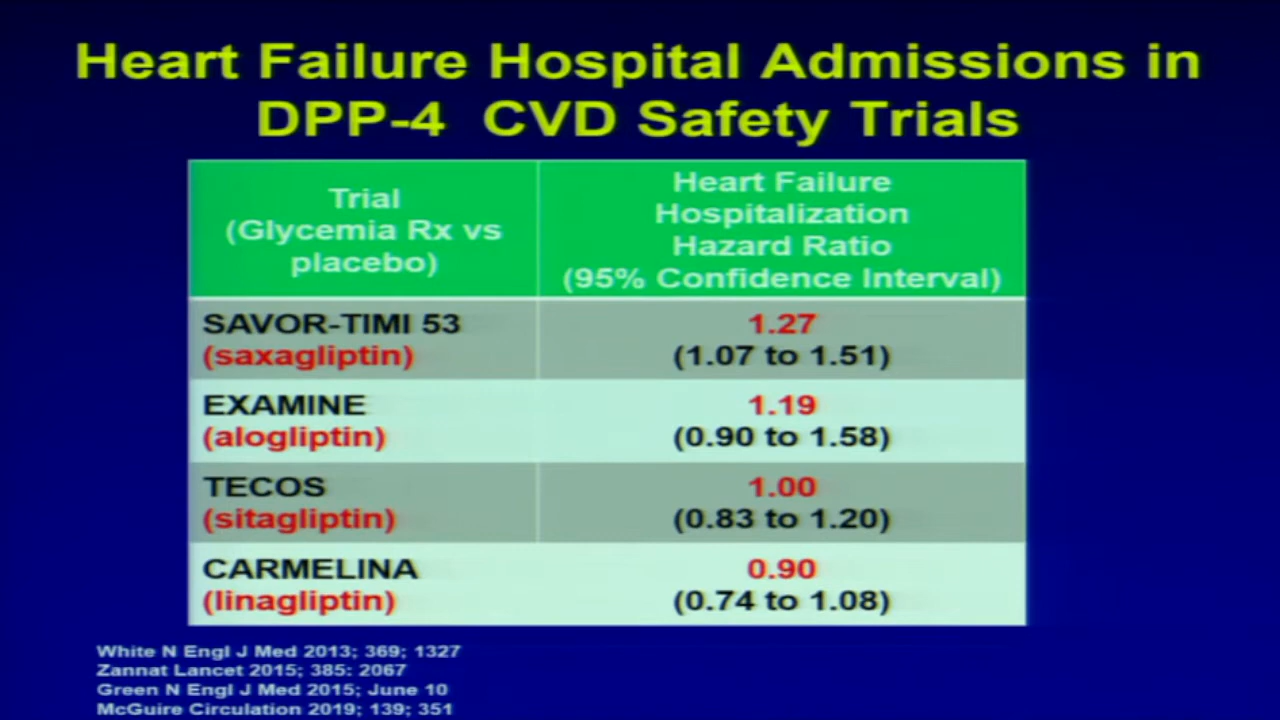 Heart Failure Hospital Admissions in
DPP-4 CVD Safety Trials
Trial
(Glycemia Rx vs
placebo)
Heart Failure
Hospitalization
Hazard Ratio
(95% Confidence Interval)
SAVOR-TIMI 53
(saxagliptin)
1.27
(1.07 to 1.51)
EXAMINE
(alogliptin)
1.19
(0.90 to 1.58)
TECOS
(sitagliptin)
1.00
(0.83 to 1.20)
CARMELINA
(linagliptin)
0.90
(0.74 to 1.08)
White N Engl J Med 2013; 369; 1327
Zannat Lancet 2015; 385: 2067
Green N Engl J Med 2015; June 10
McGuire Circulation 2019; 139; 351